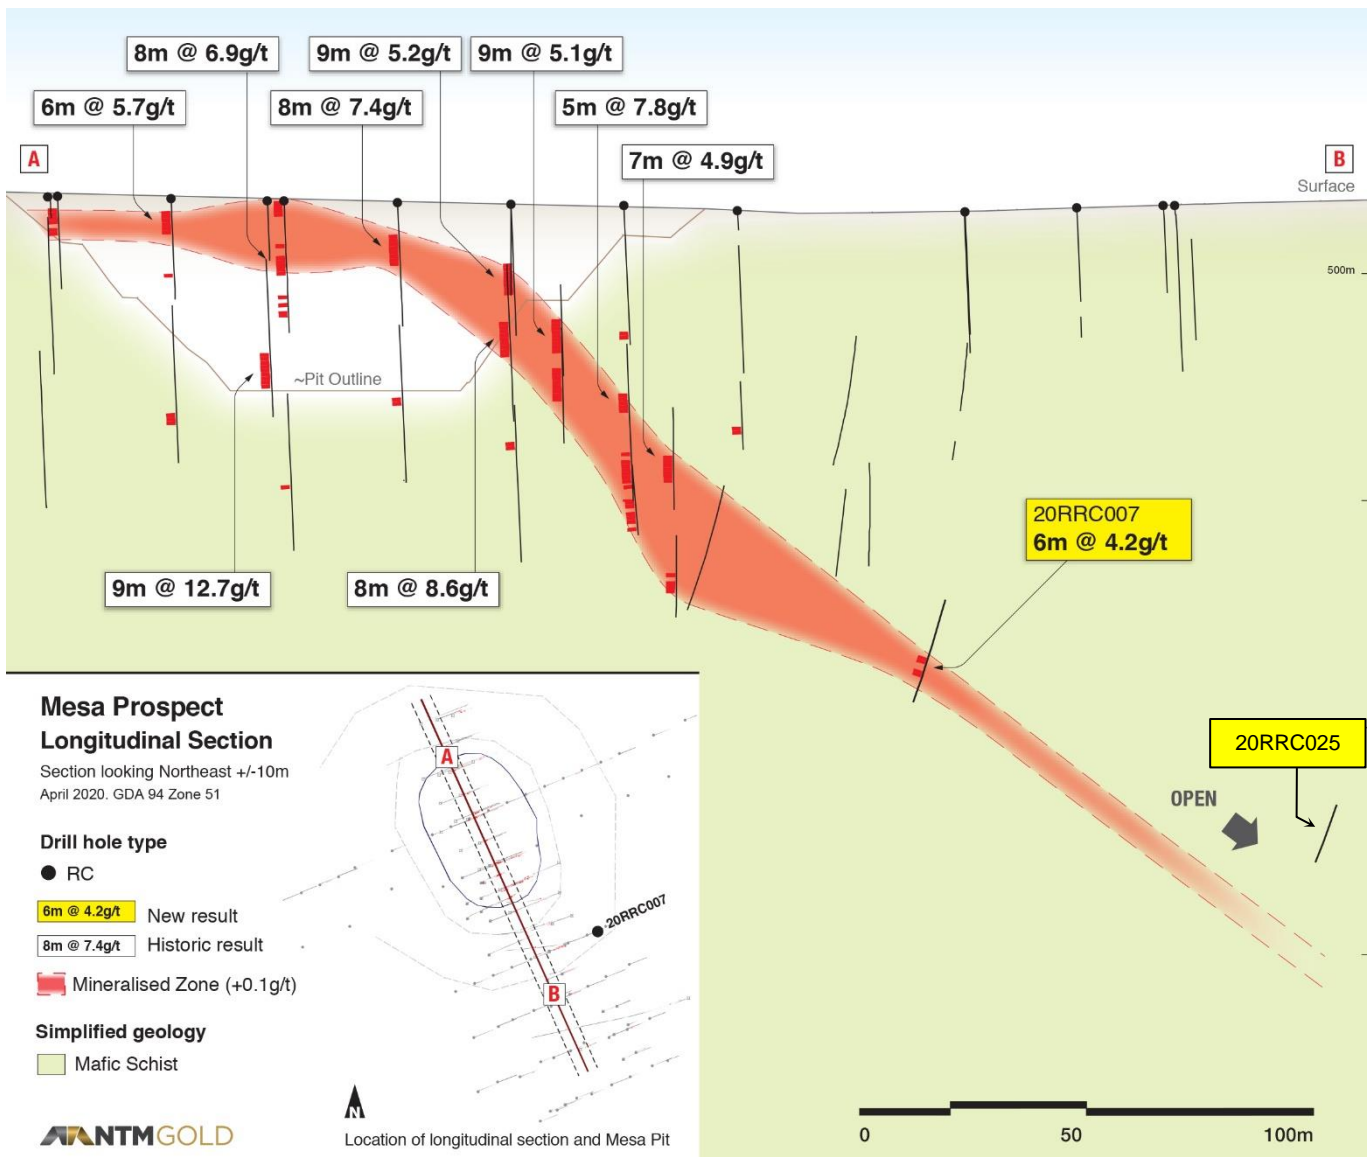 8m @ 6.9g/t
9m @ 5.2g/t
9m @ 5.1g/t
6m @ 5.7g/t
8m @ 7.4g/t
5m @ 7.8g/t
7m @ 4.9g/t
A
B
Surface
500m
~Pit Outline
20RRC007
6m @ 4.2g/t
9m @ 12.7g/t
8m @ 8.6g/t
20RRC025
OPEN
Mesa Prospect
Longitudinal Section
Section looking Northeast +/-10m
April 2020. GDA 94 Zone 51
Drill hole type
RC
6m @ 4.2g/t New result
8m @ 7.4g/t Historic result
Mineralised Zone (+0.1g/t)
Simplified geology
Mafic Schist
NTMGOLD
A
20RRC007
B
N
Location of longitudinal section and Mesa Pit
0 50 100m